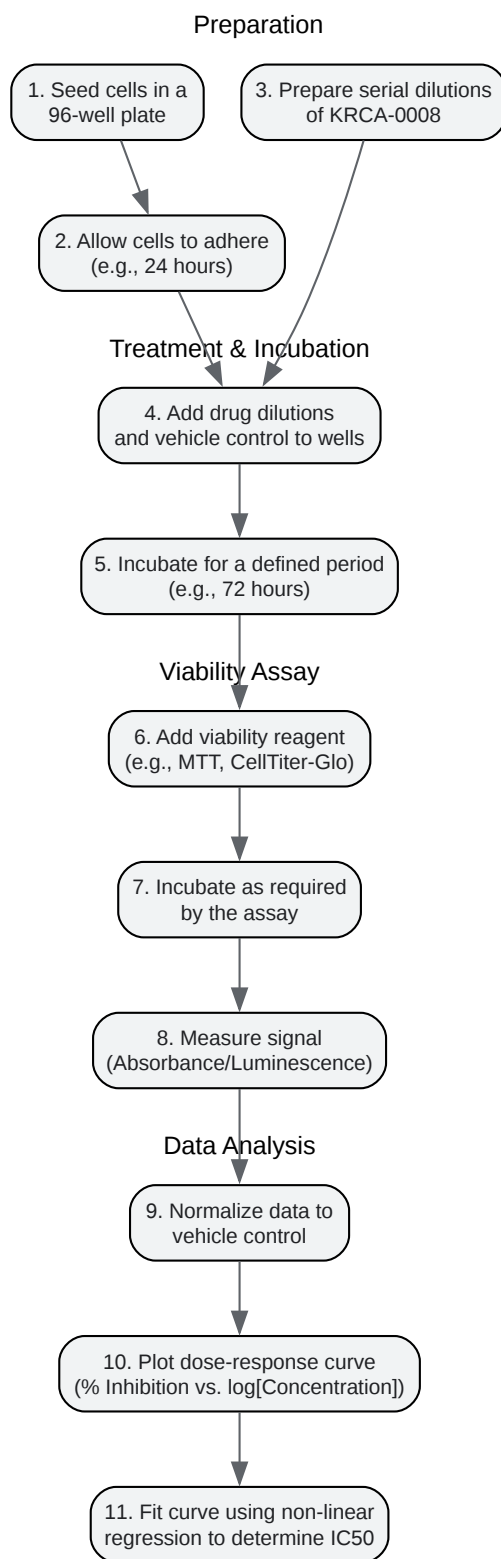 Preparation
1. Seed cells in a
96-well plate
3. Prepare serial dilutions
of KRCA-0008
2. Allow cells to adhere
(e.g., 24 hours)
Treatment & Incubation
4. Add drug dilutions
and vehicle control to wells
5. Incubate for a defined period
(e.g., 72 hours)
Viability Assay
6. Add viability reagent
(e.g., MTT, CellTiter-Glo)
7. Incubate as required
by the assay
8. Measure signal
(Absorbance/Luminescence)
Data Analysis
9. Normalize data to
vehicle control
10. Plot dose-response curve
(% Inhibition vs. log[Concentration])
11. Fit curve using non-linear
regression to determine IC50